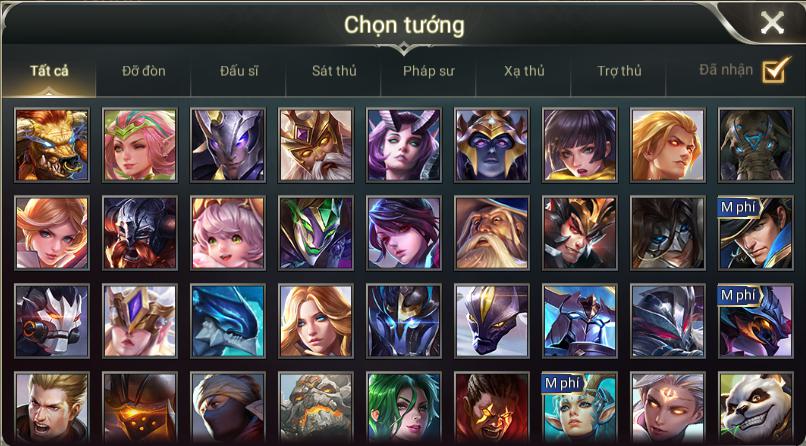 Chọn tướng
Tất cả
Đỡ đòn
Đấu sĩ
Sát thủ
Pháp sư
Xạ thủ
Trợ thủ
Đã nhận
M phí
M phí
M phí